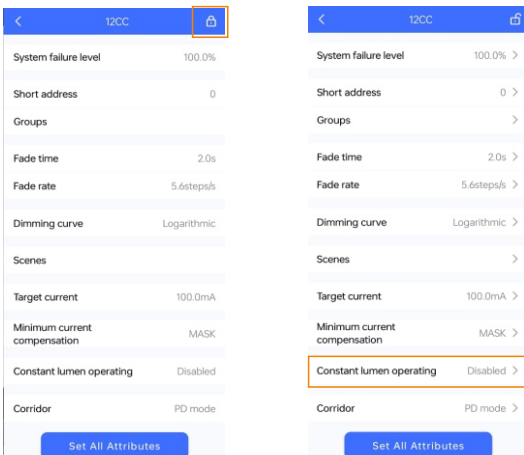 12CC
System failure level 100.0%
Short address 0
Groups
Fade time 2.0s
Fade rate 5.6steps/s
Dimming curve Logarithmic
Scenes
Target current 100.0mA
Minimum current
compensation MASK
Constant lumen operating Disabled
Corridor PD mode
Set All Attributes
12CC
System failure level 100.0%
Short address 0
Groups
Fade time 2.0s
Fade rate 5.6steps/s
Dimming curve Logarithmic
Scenes
Target current 100.0mA
Minimum current
compensation MASK
Constant lumen operating Disabled
Corridor PD mode
Set All Attributes